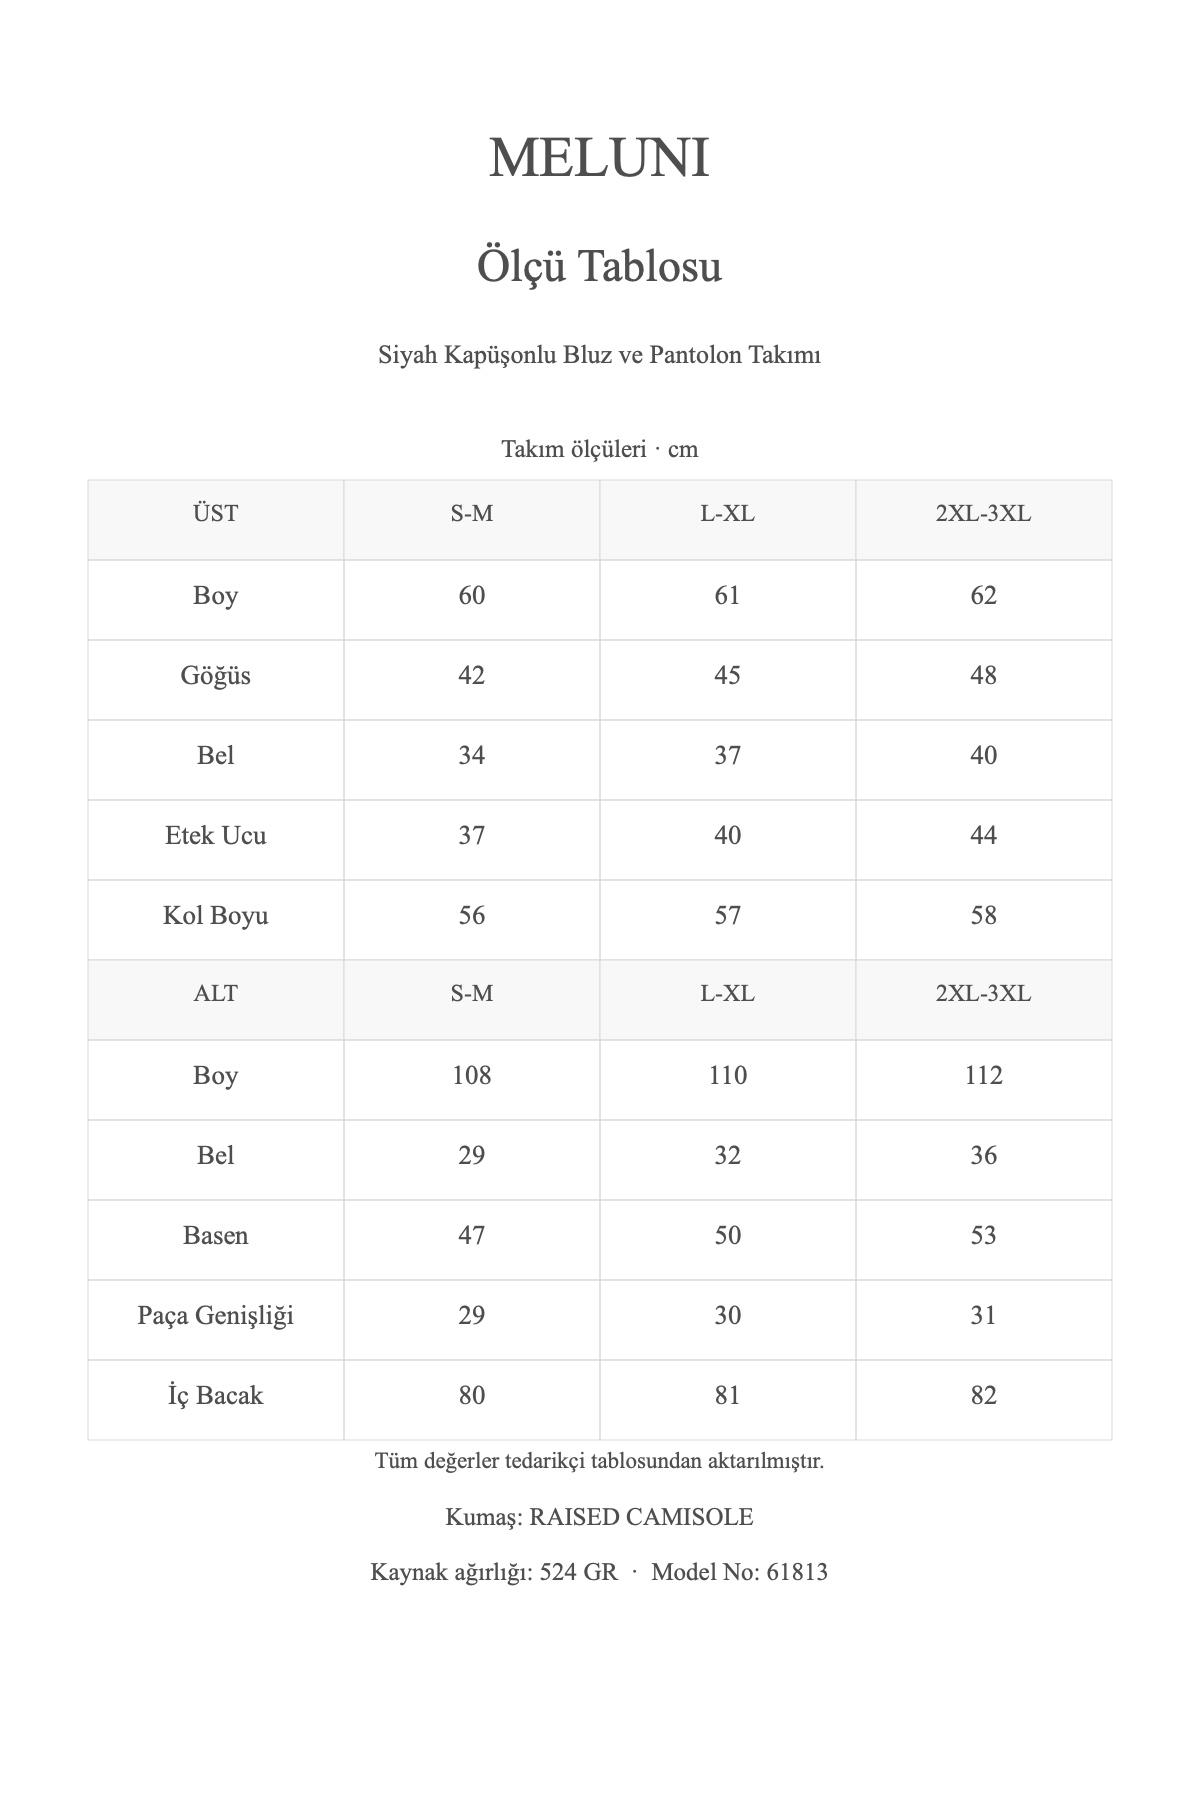 MELUNI
Ölçü Tablosu
Siyah Kapüşonlu Bluz ve Pantolon Takımı
Takım ölçüleri · cm
ÜST S-M L-XL 2XL-3XL
Boy 60 61 62
Göğüs 42 45 48
Bel 34 37 40
Etek Ucu 37 40 44
Kol Boyu 56 57 58
ALT S-M L-XL 2XL-3XL
Boy 108 110 112
Bel 29 32 36
Basen 47 50 53
Paça Genişliği 29 30 31
İç Bacak 80 81 82
Tüm değerler tedarikçi tablosundan aktarılmıştır.
Kumaş: RAISED CAMISOLE
Kaynak ağırlığı: 524 GR · Model No: 61813